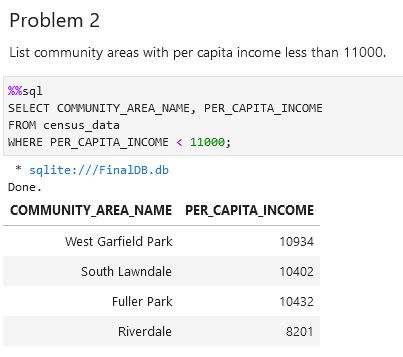 Problem 2
List community areas with per capita income less than 11000.
%%sql
SELECT COMMUNITY_AREA_NAME, PER_CAPITA_INCOME
FROM census_data
WHERE PER_CAPITA_INCOME < 11000;
* sqlite:///FinalDB.db
Done.
COMMUNITY_AREA_NAME PER_CAPITA_INCOME
West Garfield Park 10934
South Lawndale 10402
Fuller Park 10432
Riverdale 8201